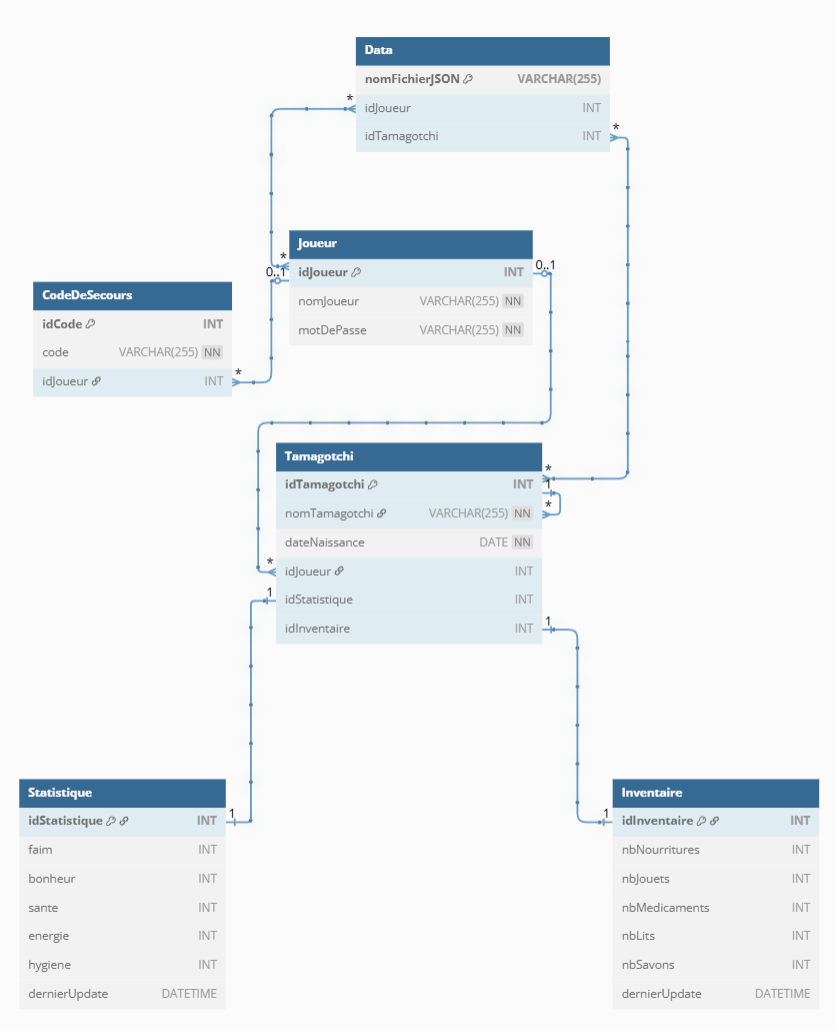 Data
nomFichierJSON VARCHAR(255)
* idJoueur INT
idTamagotchi INT *
Joueur
*
0..1 idJoueur INT 0..1
nomJoueur VARCHAR(255) NN
motDePasse VARCHAR(255) NN
CodeDeSecours
idCode INT
code VARCHAR(255) NN
idJoueur INT *
Tamagotchi
*
idTamagotchi INT 1
nomTamagotchi VARCHAR(255) NN *
dateNaissance DATE NN
* idJoueur INT
1 idStatistique INT
idInventaire INT 1
Statistique
idStatistique INT 1
faim INT
bonheur INT
sante INT
energie INT
hygiene INT
dernierUpdate DATETIME
Inventaire
1 idInventaire INT
nbNourritures INT
nbJouets INT
nbMedicaments INT
nbLits INT
nbSavons INT
dernierUpdate DATETIME